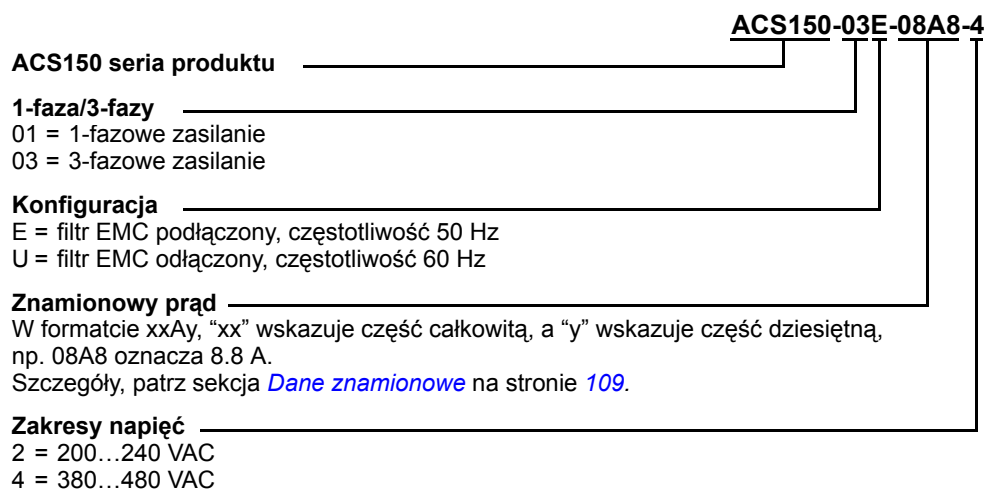 ACS150-03E-08A8-4
ACS150 seria produktu
1-faza/3-fazy
01 = 1-fazowe zasilanie
03 = 3-fazowe zasilanie
Konfiguracja
E = filtr EMC podłączony, częstotliwość 50 Hz
U = filtr EMC odłączony, częstotliwość 60 Hz
Znamionowy prąd
W formatcie xxAy, “xx” wskazuje część całkowitą, a “y” wskazuje część dziesiętną,
np. 08A8 oznacza 8.8 A.
Szczegóły, patrz sekcja Dane znamionowe na stronie 109.
Zakresy napięć
2 = 200…240 VAC
4 = 380…480 VAC